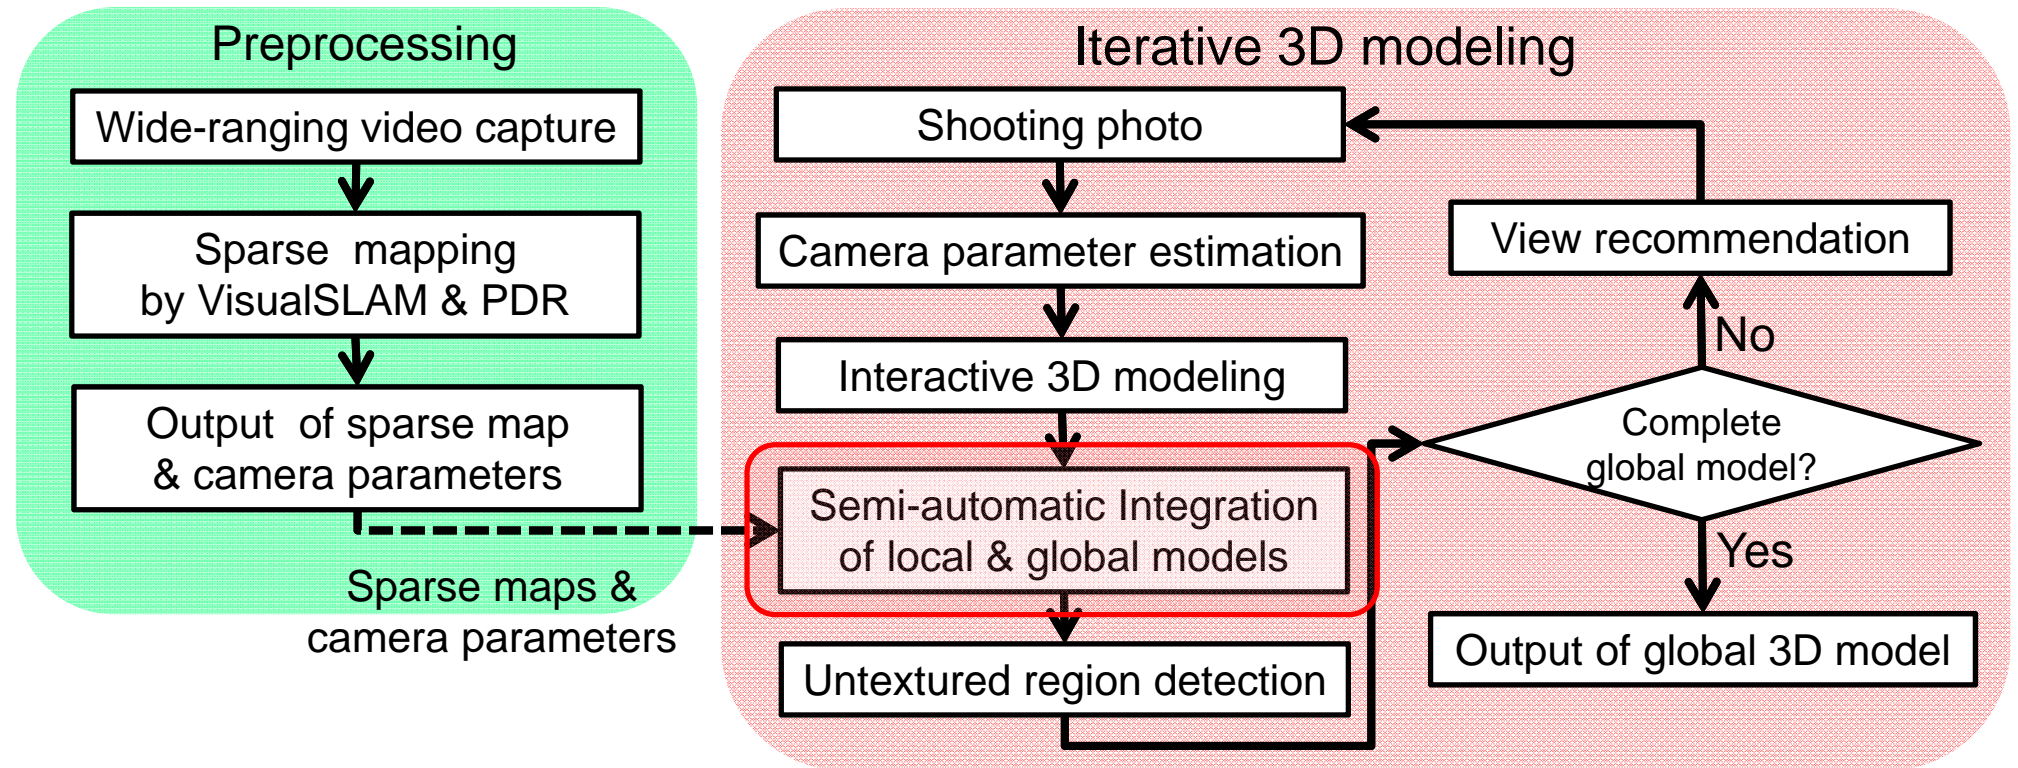 Preprocessing
Wide-ranging video capture
Sparse mapping
by VisualSLAM & PDR
Output of sparse map
& camera parameters
Sparse maps &
camera parameters
Iterative 3D modeling
Shooting photo
Camera parameter estimation
Interactive 3D modeling
Semi-automatic Integration
of local & global models
Untextured region detection
View recommendation
No
Complete
global model?
Yes
Output of global 3D model